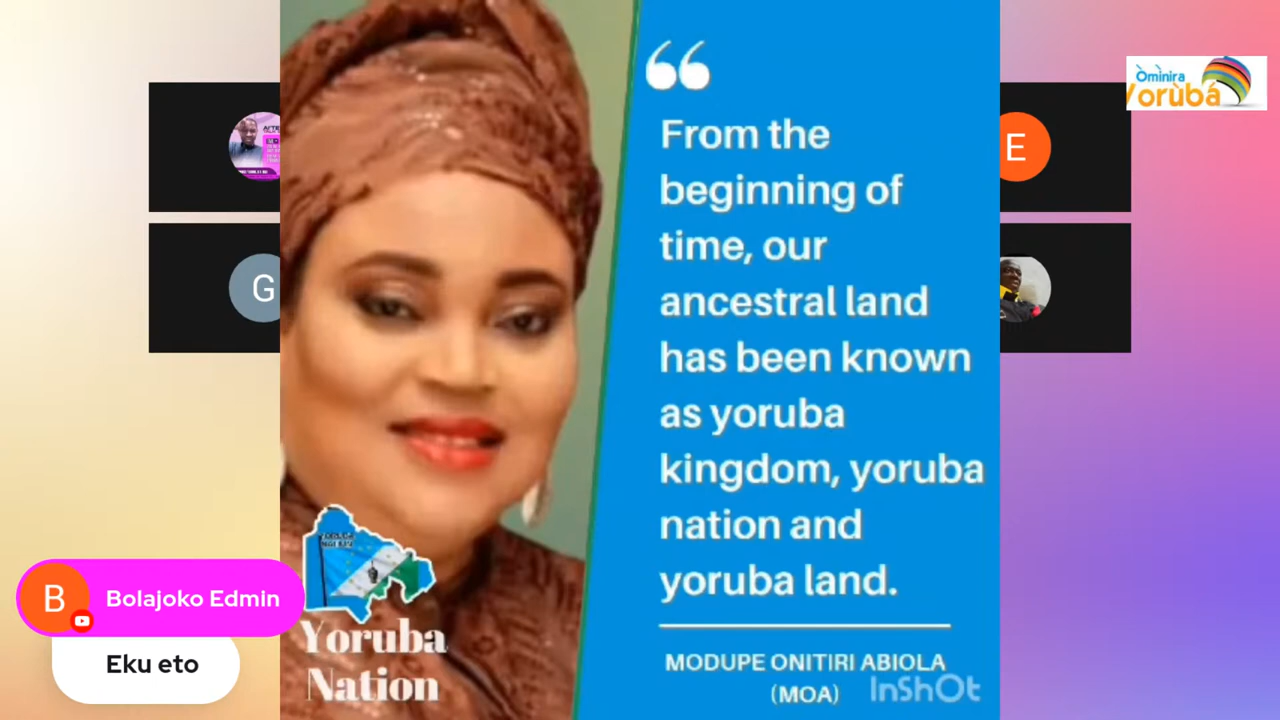 “
From the
beginning of
time, our
ancestral land
has been known
as yoruba
kingdom, yoruba
nation and
yoruba land.
MODUPE ONITIRI ABIOLA
(MOA)
InShOt
Yoruba
Nation
Òmìnira
Yorùbá
E
G
B
Bolajoko Edmin
Eku eto